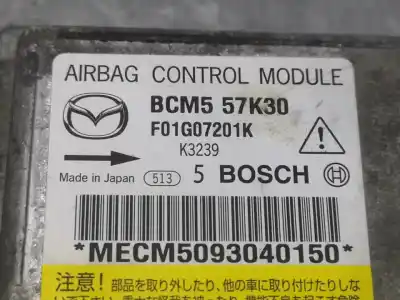 AIRBAG CONTROL MODULE
BCM5 57K30
F01G07201K
K3239
Made in Japan 513 5 BOSCH
*MECM5093040150*
注意! 部品を取り外したり、他の車に取り付けたりしな